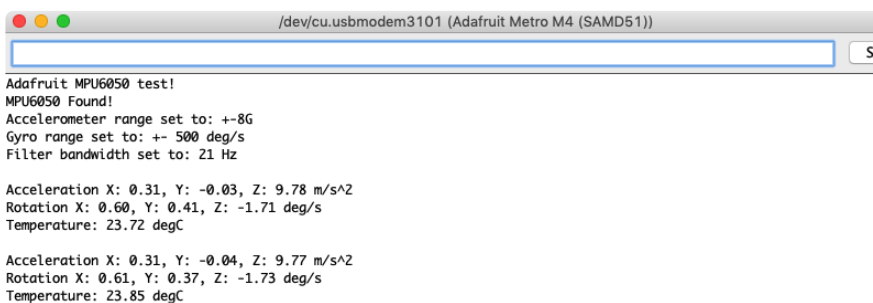 /dev/cu.usbmodem3101 (Adafruit Metro M4 (SAMD51))
S
Adafruit MPU6050 test!
MPU6050 Found!
Accelerometer range set to: +-8G
Gyro range set to: +- 500 deg/s
Filter bandwidth set to: 21 Hz
Acceleration X: 0.31, Y: -0.03, Z: 9.78 m/s^2
Rotation X: 0.60, Y: 0.41, Z: -1.71 deg/s
Temperature: 23.72 degC
Acceleration X: 0.31, Y: -0.04, Z: 9.77 m/s^2
Rotation X: 0.61, Y: 0.37, Z: -1.73 deg/s
Temperature: 23.85 degC